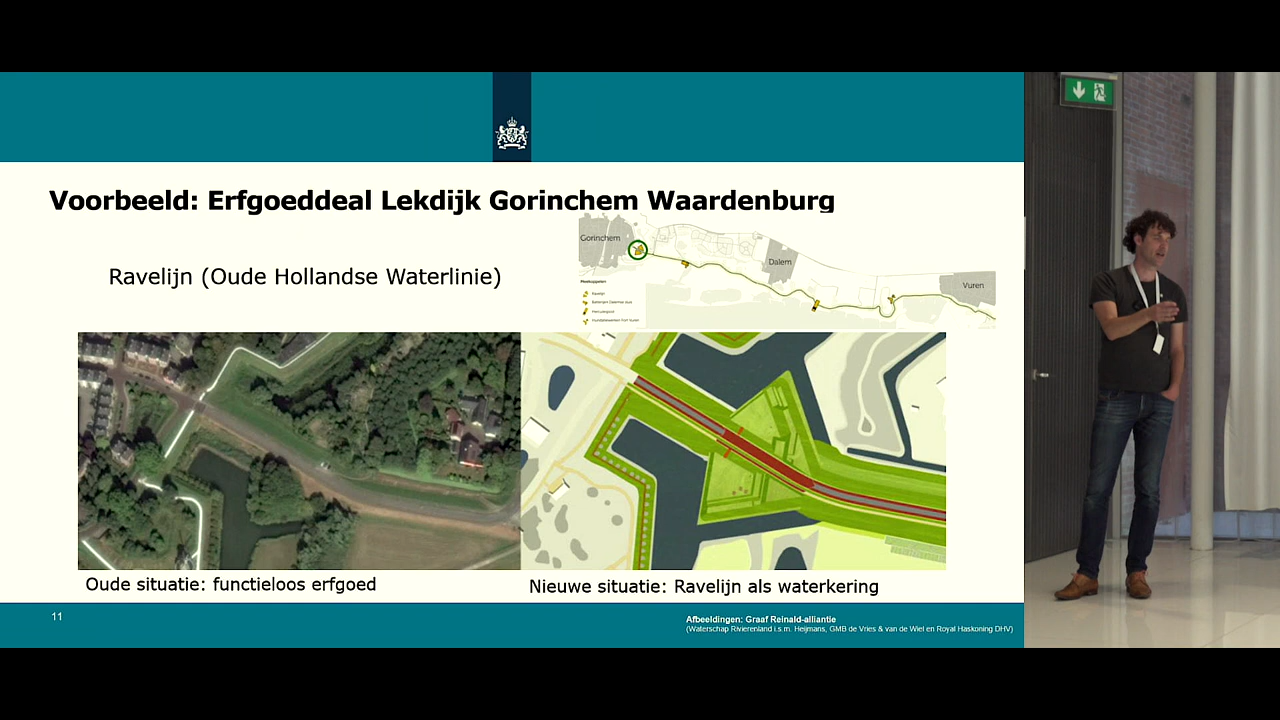 Voorbeeld: Erfgoeddeal Lekdijk Gorinchem Waardenburg
Ravelijn (Oude Hollandse Waterlinie)
Gorinchem
Dalem
Vuren
Ravelijn
Oude situatie: functieloos erfgoed
Nieuwe situatie: Ravelijn als waterkering
11
Afbeeldingen: Graaf Reinald-alliantie
(Waterschap Rivierenland i.s.m. Heijmans, GMB de Vries & van de Wiel en Royal Haskoning DHV)